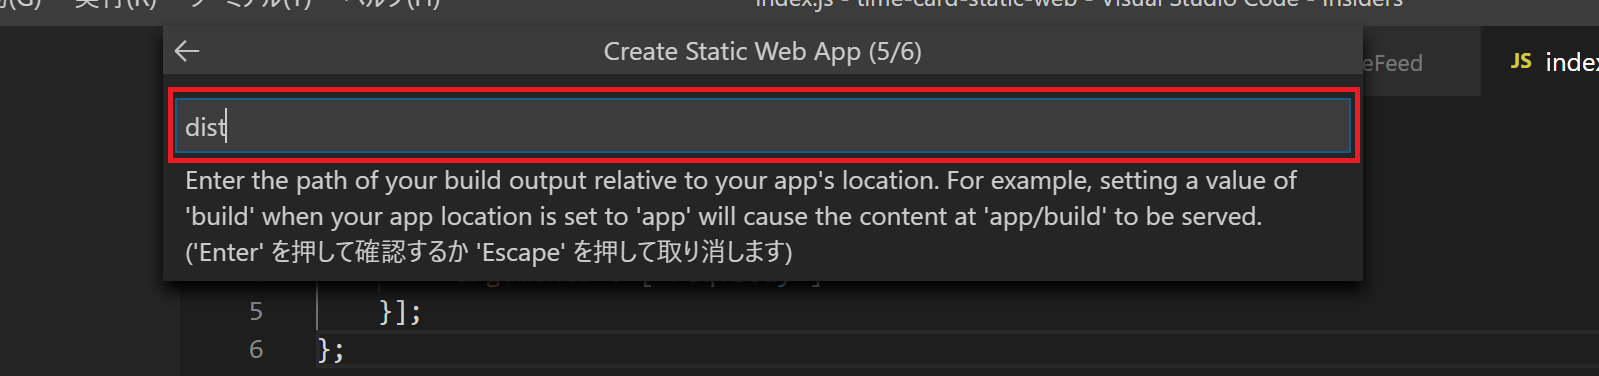 実行(R) ターミナル(T) ヘルプ(H) index.js - time-card-static-web - Visual Studio Code - Insiders
Create Static Web App (5/6)
eFeed
JS index
dist
Enter the path of your build output relative to your app's location. For example, setting a value of
'build' when your app location is set to 'app' will cause the content at 'app/build' to be served.
('Enter' を押して確認するか 'Escape' を押して取り消します)
5 }];
6 };